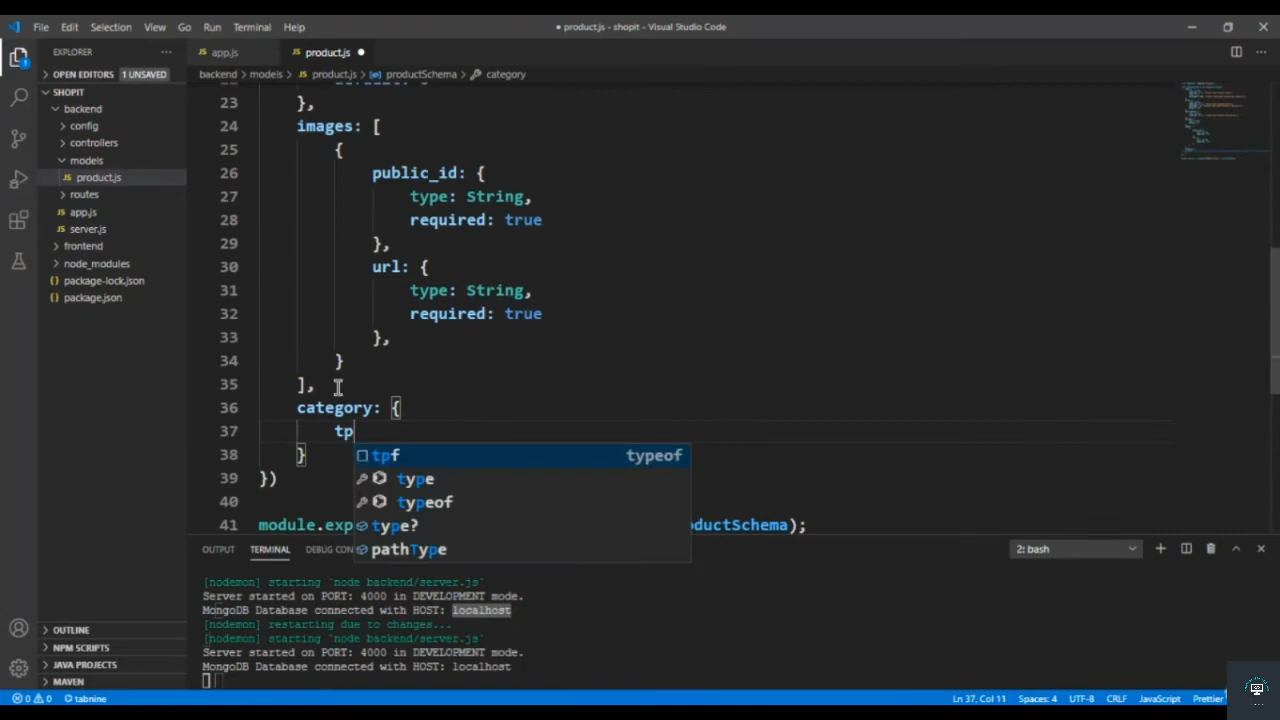 File Edit Selection View Go Run Terminal Help
● product.js - shopit - Visual Studio Code
EXPLORER
app.js
product.js
OPEN EDITORS 1 UNSAVED
backend > models > product.js > productSchema > category
SHOPIT
backend
config
controllers
models
product.js
routes
app.js
server.js
frontend
node_modules
package-lock.json
package.json
23 },
24 images: [
25 {
26 public_id: {
27 type: String,
28 required: true
29 },
30 url: {
31 type: String,
32 required: true
33 },
34 }
35 ],
36 category: {
37 tp
38 }
39 })
40
41 module.exp
oductSchema);
tpf typeof
type
typeof
type?
pathType
OUTPUT TERMINAL DEBUG CON
2: bash
[nodemon] starting `node backend/server.js`
Server started on PORT: 4000 in DEVELOPMENT mode.
MongoDB Database connected with HOST: localhost
[nodemon] restarting due to changes...
[nodemon] starting `node backend/server.js`
Server started on PORT: 4000 in DEVELOPMENT mode.
MongoDB Database connected with HOST: localhost
OUTLINE
NPM SCRIPTS
JAVA PROJECTS
MAVEN
0 0 tabnine
Ln 37, Col 11 Spaces: 4 UTF-8 CRLF JavaScript Prettier